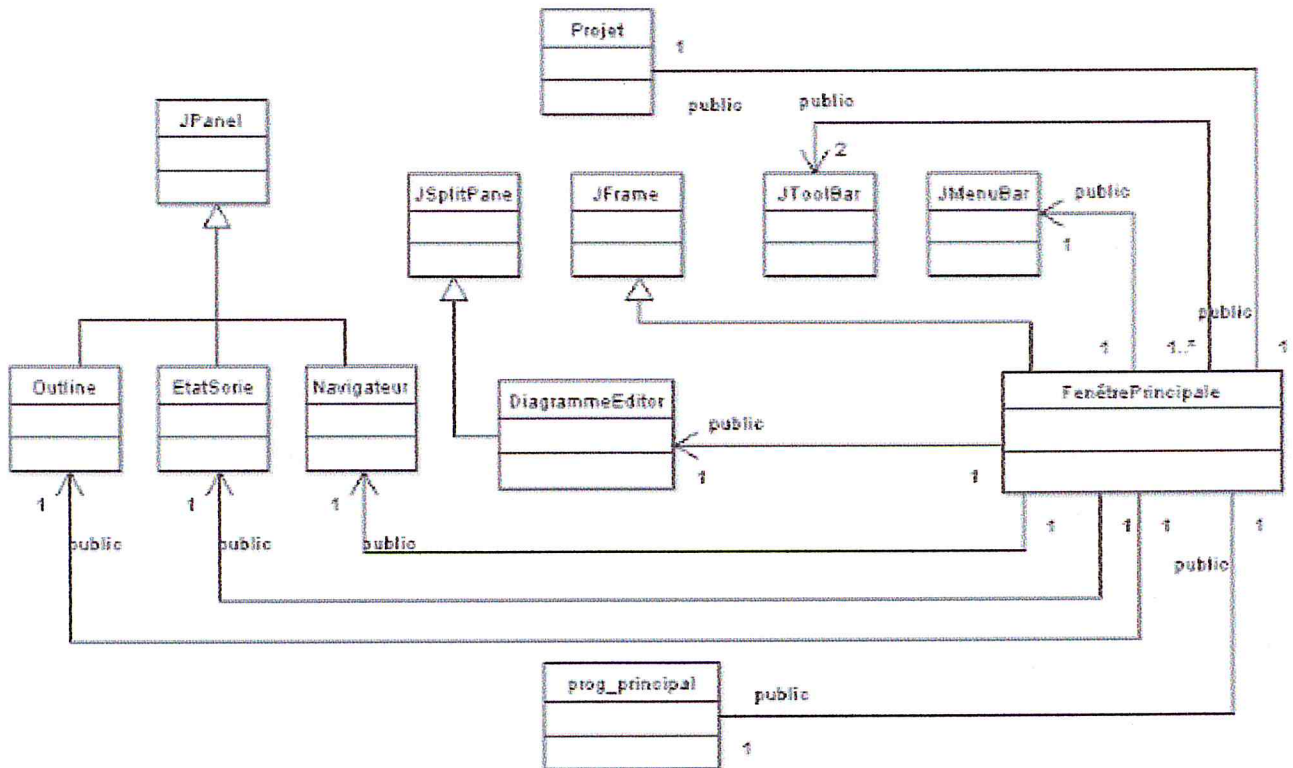 Projet
1
public
public
JPanel
2
JSplitPane
JFrame
JToolBar
JMenuBar
public
1
public
1
1..*
1
Outline
EtatSorie
Navigateur
DiagrammeEditor
FenêtrePrincipale
public
1
1
1
1
1
1
1
1
1
public
public
public
public
prog_principal
public
1